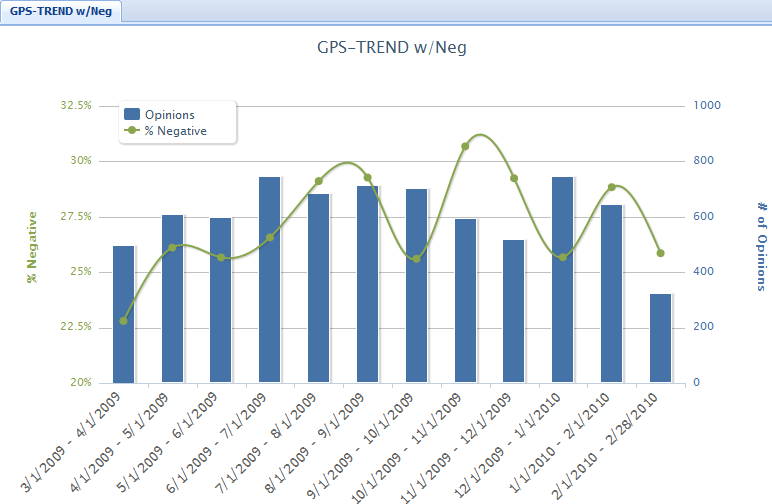 GPS-TREND w/Neg
GPS-TREND w/Neg
32.5%
30%
27.5%
25%
22.5%
20%
% Negative
Opinions
% Negative
1000
800
600
400
200
0
# of Opinions
3/1/2009 - 4/1/2009
4/1/2009 - 5/1/2009
5/1/2009 - 6/1/2009
6/1/2009 - 7/1/2009
7/1/2009 - 8/1/2009
8/1/2009 - 9/1/2009
9/1/2009 - 10/1/2009
10/1/2009 - 11/1/2009
11/1/2009 - 12/1/2009
12/1/2009 - 1/1/2010
1/1/2010 - 2/1/2010
2/1/2010 - 2/28/2010